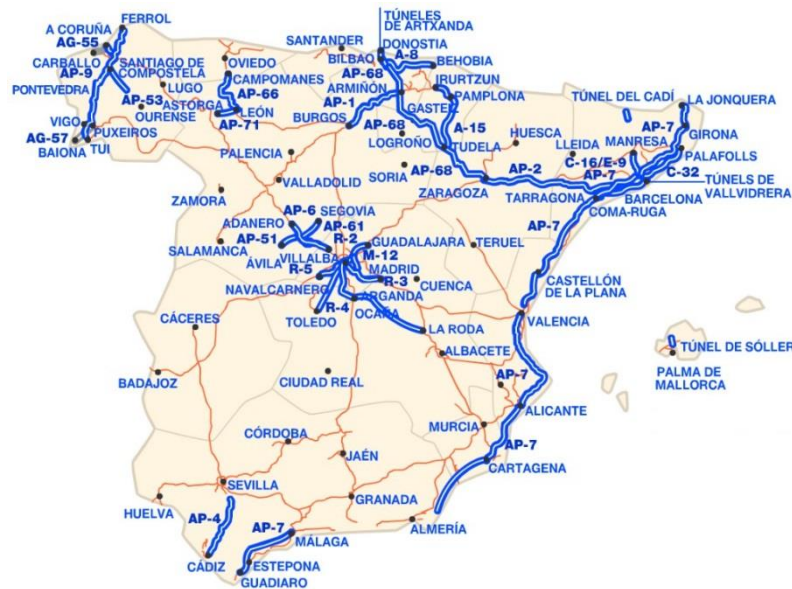 TÚNELES
DE ARTXANDA
FERROL
A CORUÑA
AG-55
CARBALLO
AP-9
SANTIAGO DE
COMPOSTELA
PONTEVEDRA
LUGO
AP-53
OURENSE
VIGO
PUXEIROS
AG-57
BAIONA
TUI
OVIEDO
CAMPOMANES
AP-66
ASTORGA
LEÓN
AP-71
SANTANDER
DONOSTIA
BILBAO
A-8
AP-68
BEHOBIA
ARMIÑÓN
IRURTZUN
AP-1
GASTEIZ
PAMPLONA
BURGOS
AP-68
A-15
LOGROÑO
TUDELA
PALENCIA
SORIA
AP-68
ZARAGOZA
HUESCA
AP-2
LLEIDA
TÚNEL DEL CADÍ
LA JONQUERA
MANRESA
AP-7
GIRONA
C-16/E-9
PALAFOLLS
AP-7
C-32
TÚNELS DE
VALLVIDRERA
BARCELONA
TARRAGONA
COMA-RUGA
VALLADOLID
ZAMORA
AP-6
SEGOVIA
ADANERO
AP-61
AP-51
R-2
SALAMANCA
ÁVILA
VILLALBA
GUADALAJARA
M-12
R-5
MADRID
R-3
NAVALCARNERO
ARGANDA
R-4
OCAÑA
TOLEDO
CUENCA
TERUEL
AP-7
CASTELLÓN
DE LA PLANA
CÁCERES
LA RODA
VALENCIA
ALBACETE
TÚNEL DE SÓLLER
PALMA DE
MALLORCA
BADAJOZ
CIUDAD REAL
AP-7
ALICANTE
MURCIA
AP-7
CARTAGENA
CÓRDOBA
JAÉN
SEVILLA
HUELVA
GRANADA
AP-4
AP-7
MÁLAGA
ALMERÍA
CÁDIZ
ESTEPONA
GUADIARO